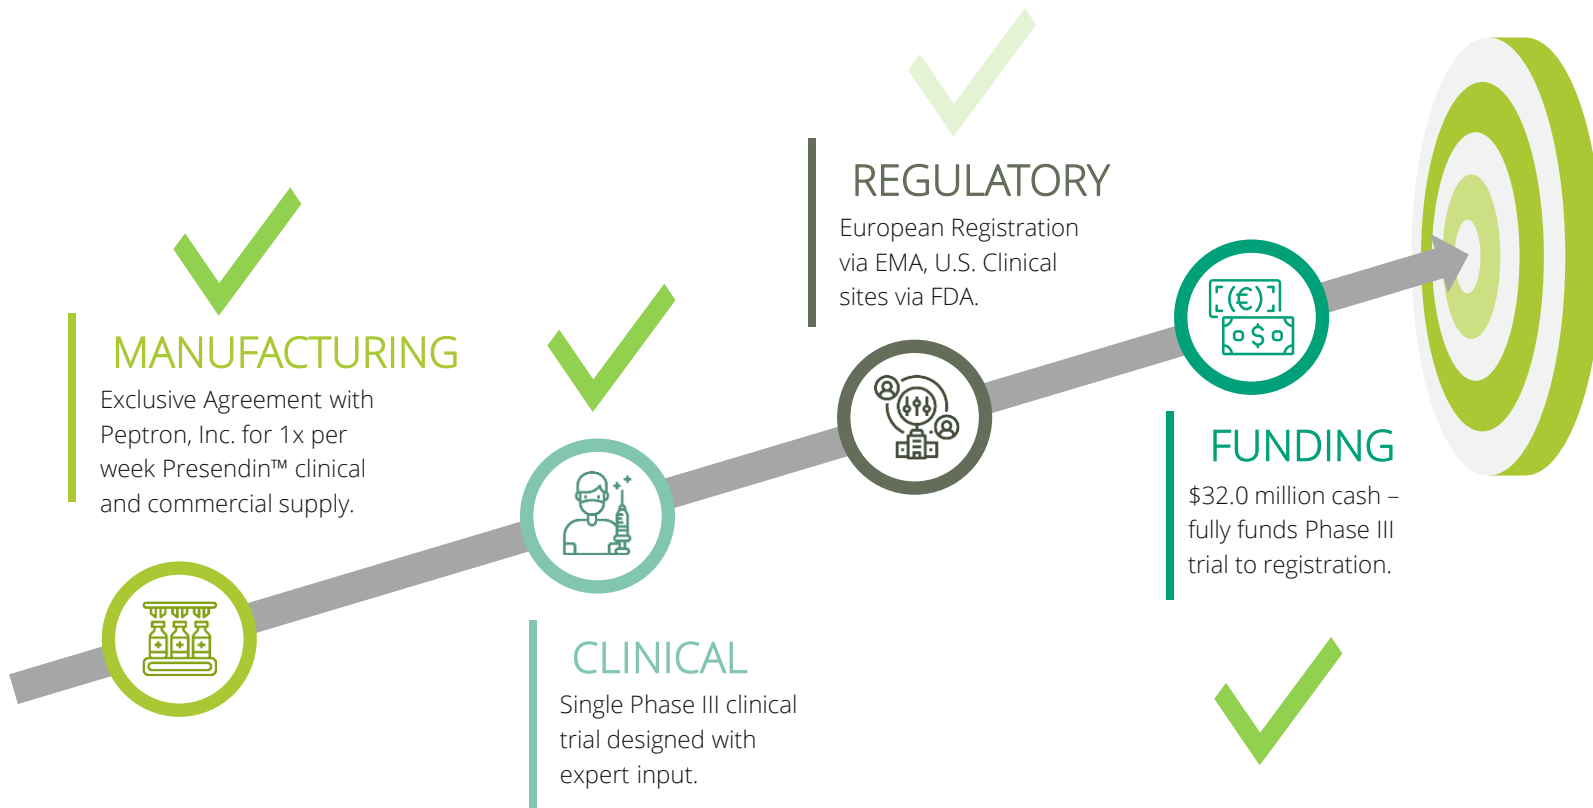 MANUFACTURING
Exclusive Agreement with
Peptron, Inc. for 1x per
week Presendin™ clinical
and commercial supply.
CLINICAL
Single Phase III clinical
trial designed with
expert input.
REGULATORY
European Registration
via EMA, U.S. Clinical
sites via FDA.
(€)
$
FUNDING
$32.0 million cash –
fully funds Phase III
trial to registration.